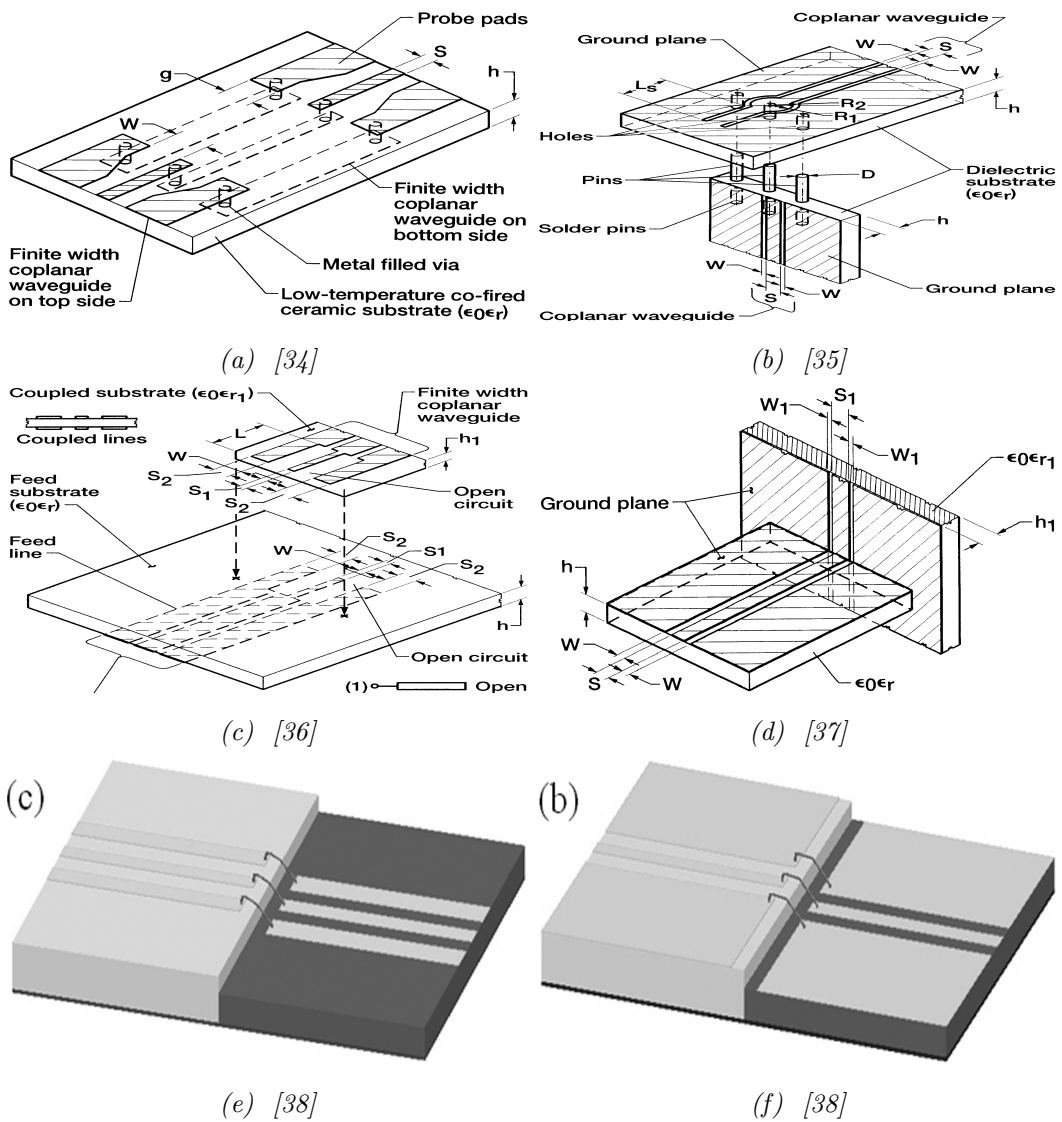 Probe pads
S
g
h
W
Finite width
coplanar
waveguide on
bottom side
Finite width
coplanar
waveguide
on top side
Metal filled via
Low-temperature co-fired
ceramic substrate (ϵ0ϵr)
(a) [34]
Coplanar waveguide
Ground plane
W
S
W
Ls
h
R2
R1
Holes
Pins
D
Dielectric
substrate
(ϵ0ϵr)
h
Solder pins
W
W
S
Ground plane
Coplanar waveguide
(b) [35]
Coupled substrate (ϵ0ϵr1)
Finite width
coplanar
waveguide
Coupled lines
L
h1
W
S2
S1
S2
Open
circuit
Feed
substrate
(ϵ0ϵr)
Feed
line
S2
W
S1
S2
h
Open circuit
(1)
Open
(c) [36]
S1
W1
W1
ϵ0ϵr1
Ground plane
h1
h
W
S
W
ϵ0ϵr
(d) [37]
(c)
(e) [38]
(b)
(f) [38]